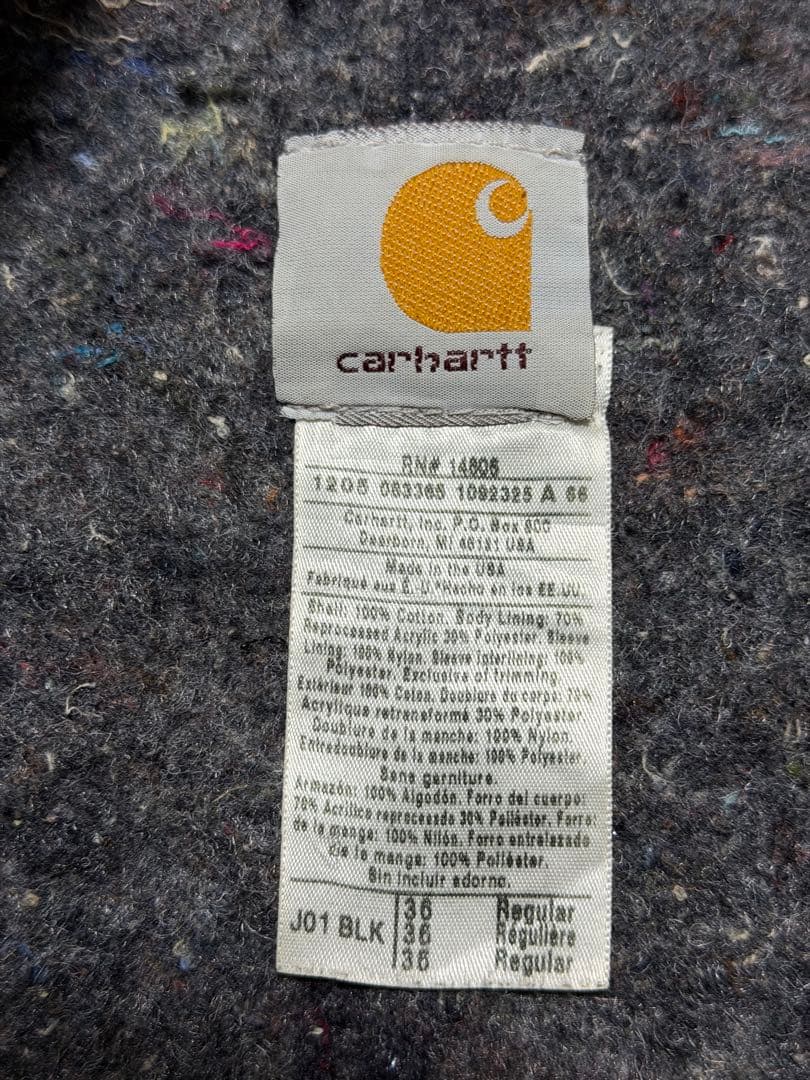 carhartt
RN# 14806
1205 063365 1092325 A 66
Carhartt, Inc. P.O. Box 600
Dearborn, MI 48121 USA
Made in the USA
Fabriqué aux É. U. Hecho en los EE.UU.
Shell: 100% Cotton. Body Lining: 70%
Reprocessed Acrylic 30% Polyester. Sleeve
Lining: 100% Nylon. Sleeve Interlining: 100%
Polyester. Exclusive of trimming.
Extérieur 100% Coton. Doublure du corps: 70%
Acrylique retransformé 30% Polyester.
Doublure de la manche: 100% Nylon.
Entredoublure de la manche: 100% Polyester.
Sans garniture.
Armazón: 100% Algodón. Forro del cuerpo:
70% Acrílico reprocesado 30% Poliéster. Forro:
de la manga: 100% Nilón. Forro entrelazado
de la manga: 100% Poliéster.
Sin incluir adorno.
J01 BLK 36 Regular
36 Régulière
36 Regular